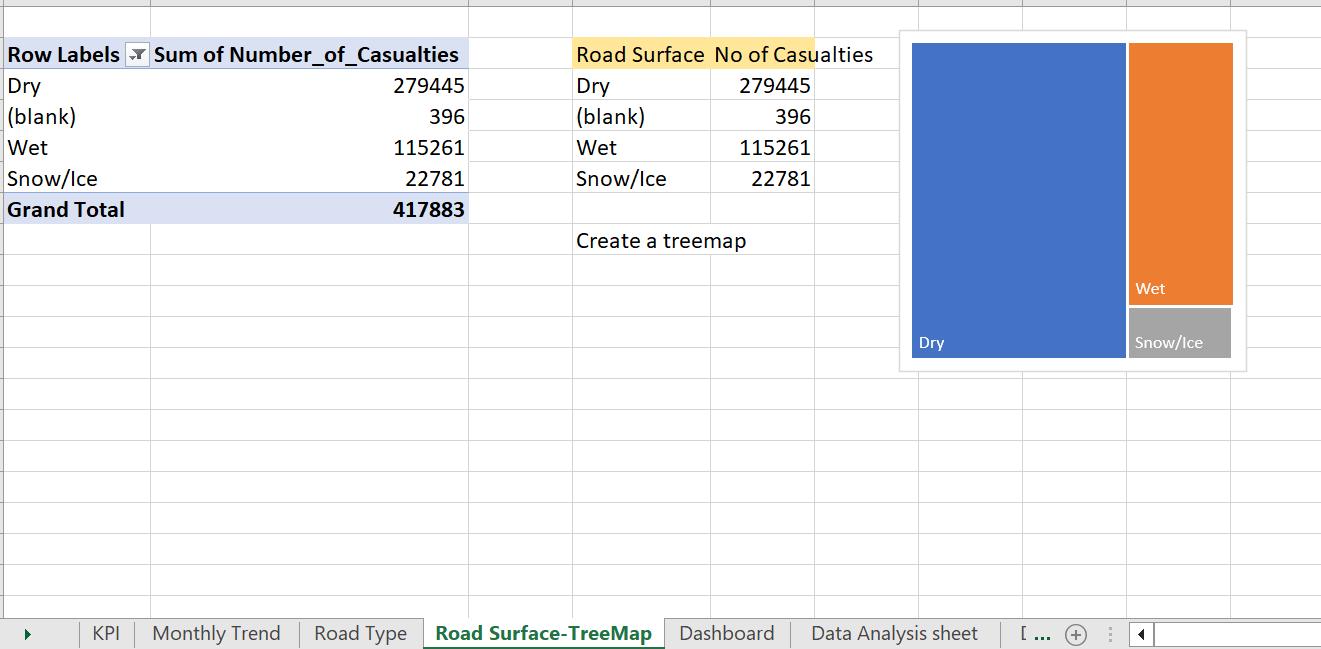 Row Labels Sum of Number_of_Casualties
Dry 279445
(blank) 396
Wet 115261
Snow/Ice 22781
Grand Total 417883
Road Surface No of Casualties
Dry 279445
(blank) 396
Wet 115261
Snow/Ice 22781
Create a treemap
Dry
Wet
Snow/Ice
KPI Monthly Trend Road Type Road Surface-TreeMap Dashboard Data Analysis sheet ...